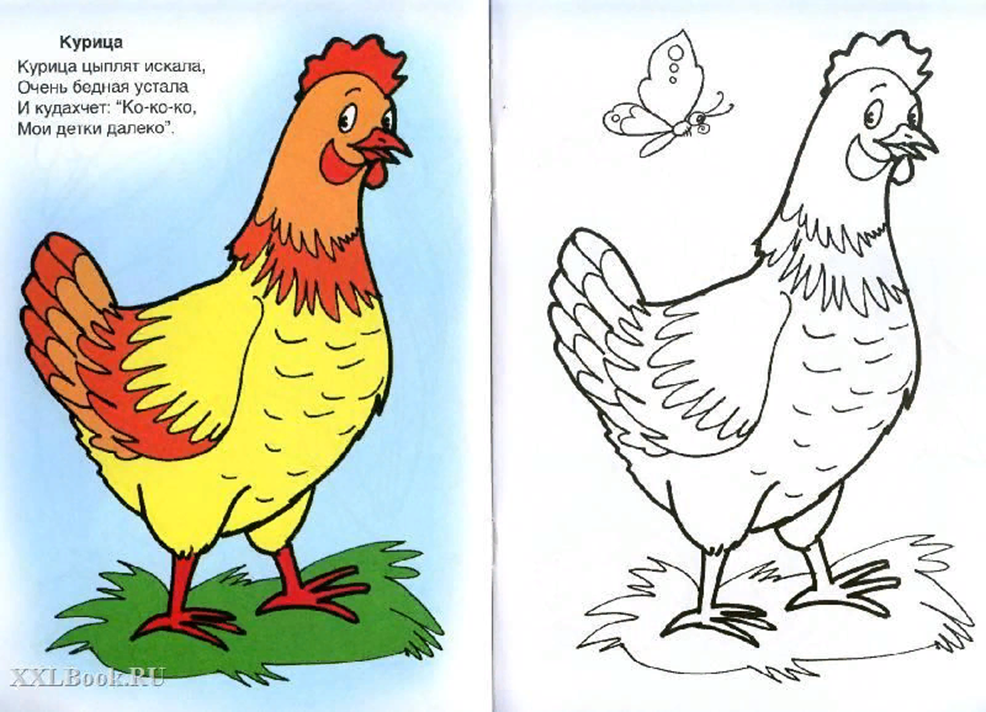 Курица
Курица цыплят искала,
Очень бедная устала
И кудахчет: “Ко-ко-ко,
Мои детки далеко”.
XXLBook.RU